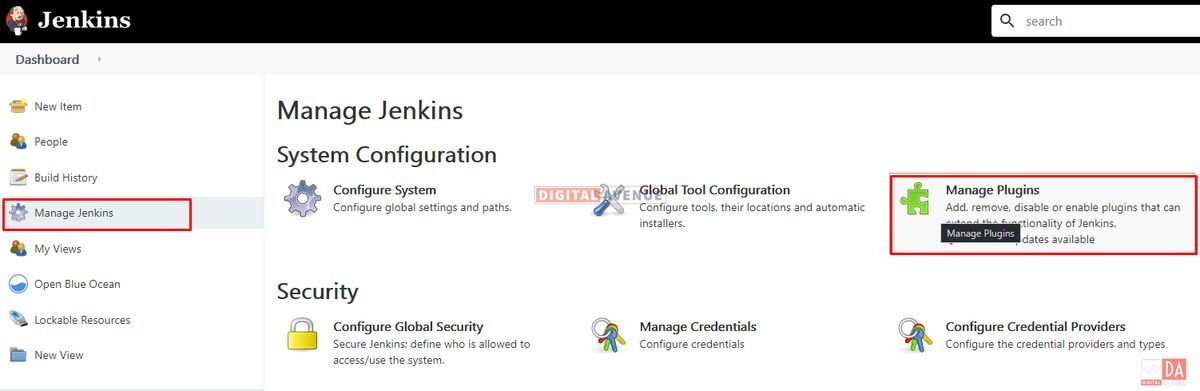 Jenkins
search
Dashboard
New Item
People
Build History
Manage Jenkins
My Views
Open Blue Ocean
Lockable Resources
New View
Manage Jenkins
System Configuration
Configure System
Configure global settings and paths.
DIGITAL AVENUE
Global Tool Configuration
Configure tools, their locations and automatic
installers.
Manage Plugins
Add, remove, disable or enable plugins that can
extend the functionality of Jenkins.
Manage Plugins
updates available
Security
Configure Global Security
Secure Jenkins; define who is allowed to
access/use the system.
Manage Credentials
Configure credentials
Configure Credential Providers
Configure the credential providers and types
DA
DIGITAL AVENUE